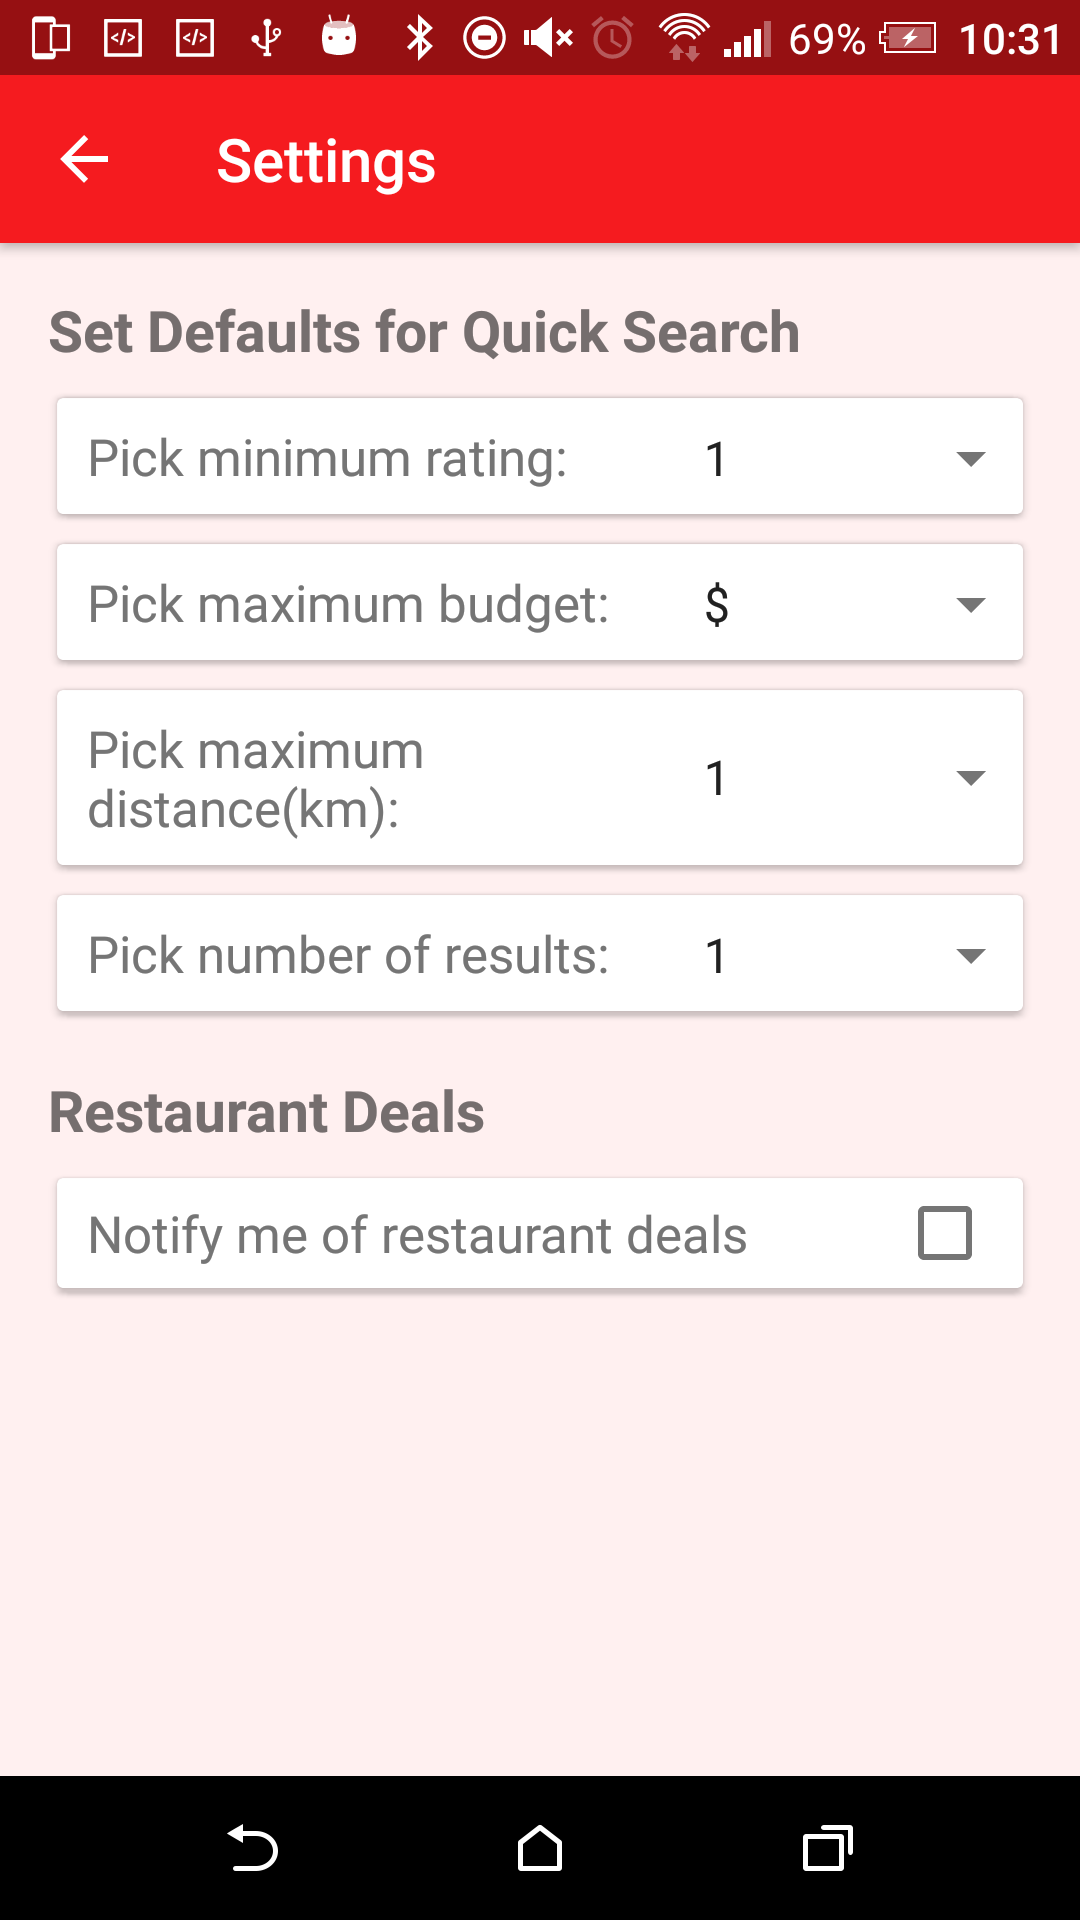 69% 10:31
Settings
Set Defaults for Quick Search
Pick minimum rating: 1
Pick maximum budget: $
Pick maximum
distance(km): 1
Pick number of results: 1
Restaurant Deals
Notify me of restaurant deals